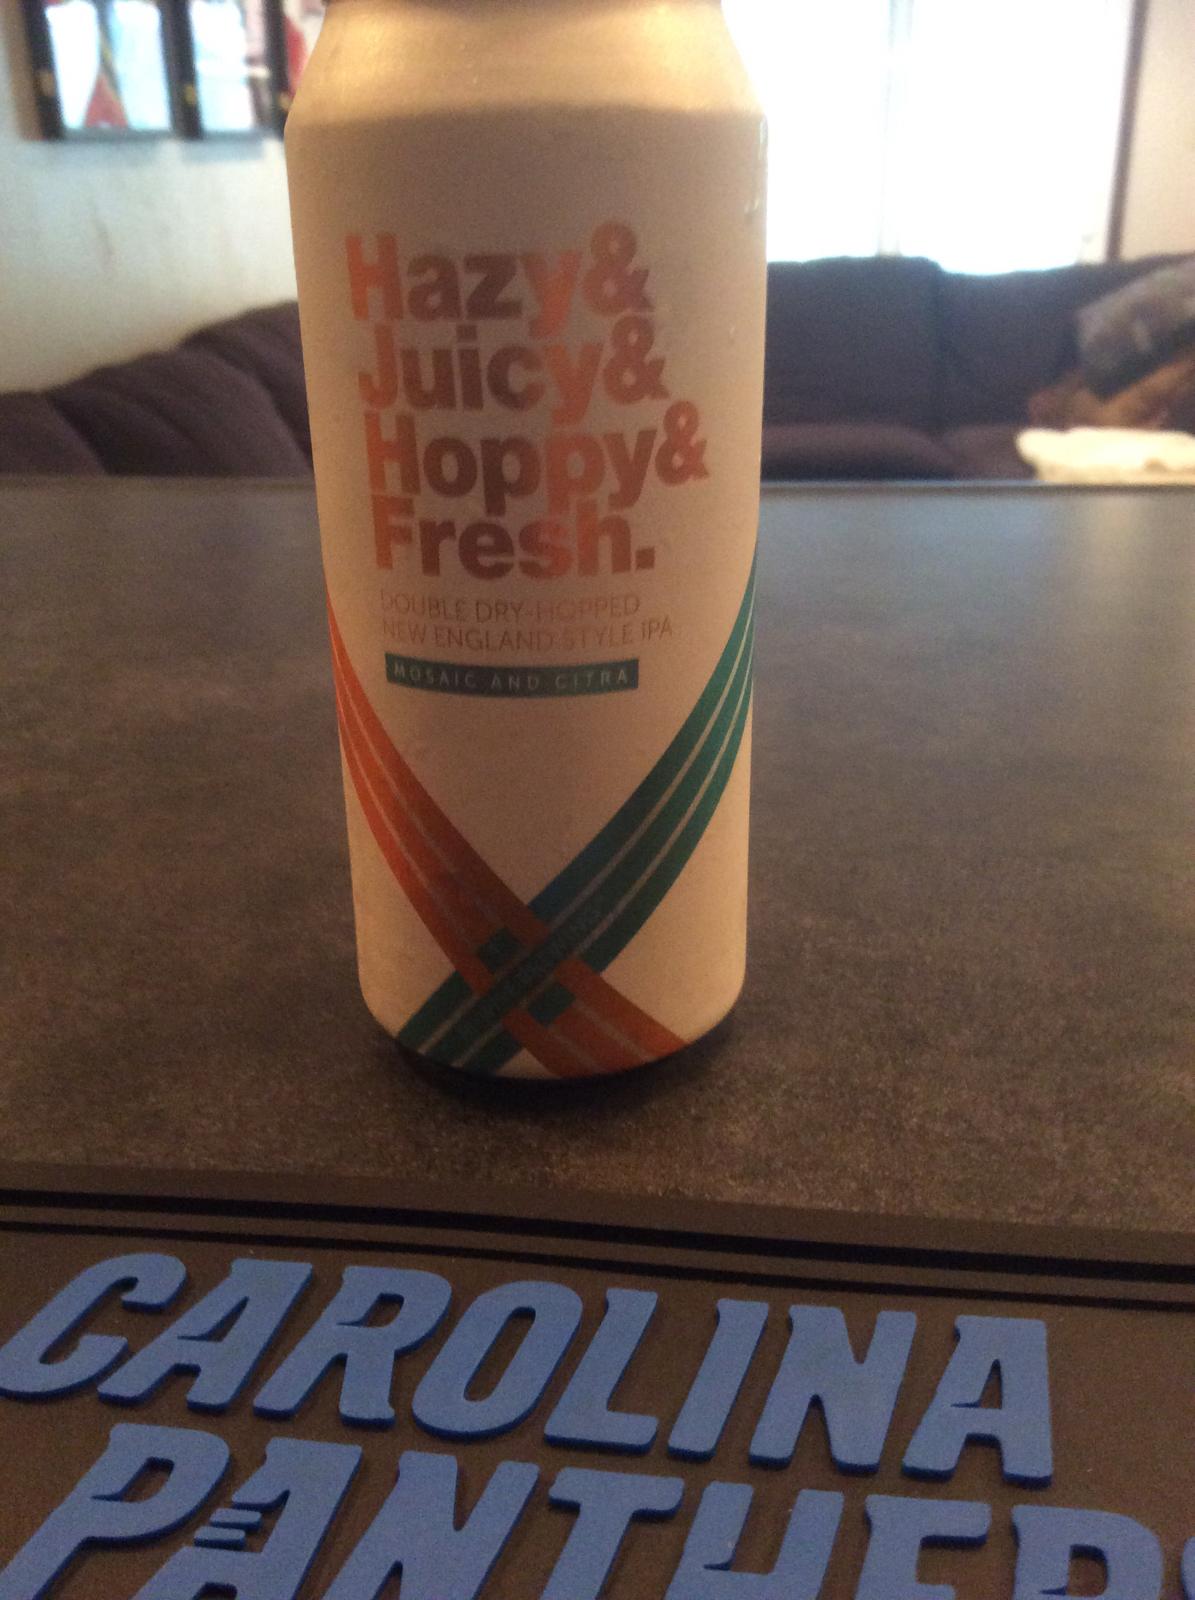 Hazy&
Juicy&
Hoppy&
Fresh.
DOUBLE DRY-HOPPED
NEW ENGLAND STYLE IPA
MOSAIC AND CITRA
CAROLINA
PANTHERS